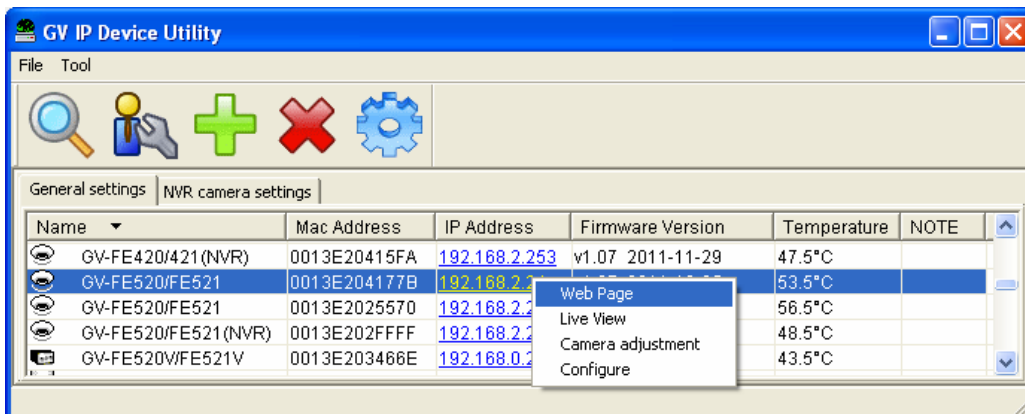 GV IP Device Utility
File Tool
General settings NVR camera settings
Name Mac Address IP Address Firmware Version Temperature NOTE
GV-FE420/421(NVR) 0013E20415FA 192.168.2.253 v1.07 2011-11-29 47.5°C
GV-FE520/FE521 0013E204177B 53.5°C
GV-FE520/FE521 0013E2025570 56.5°C
GV-FE520/FE521(NVR) 0013E202FFFF 48.5°C
GV-FE520V/FE521V 0013E203466E 43.5°C
Web Page
Live View
Camera adjustment
Configure